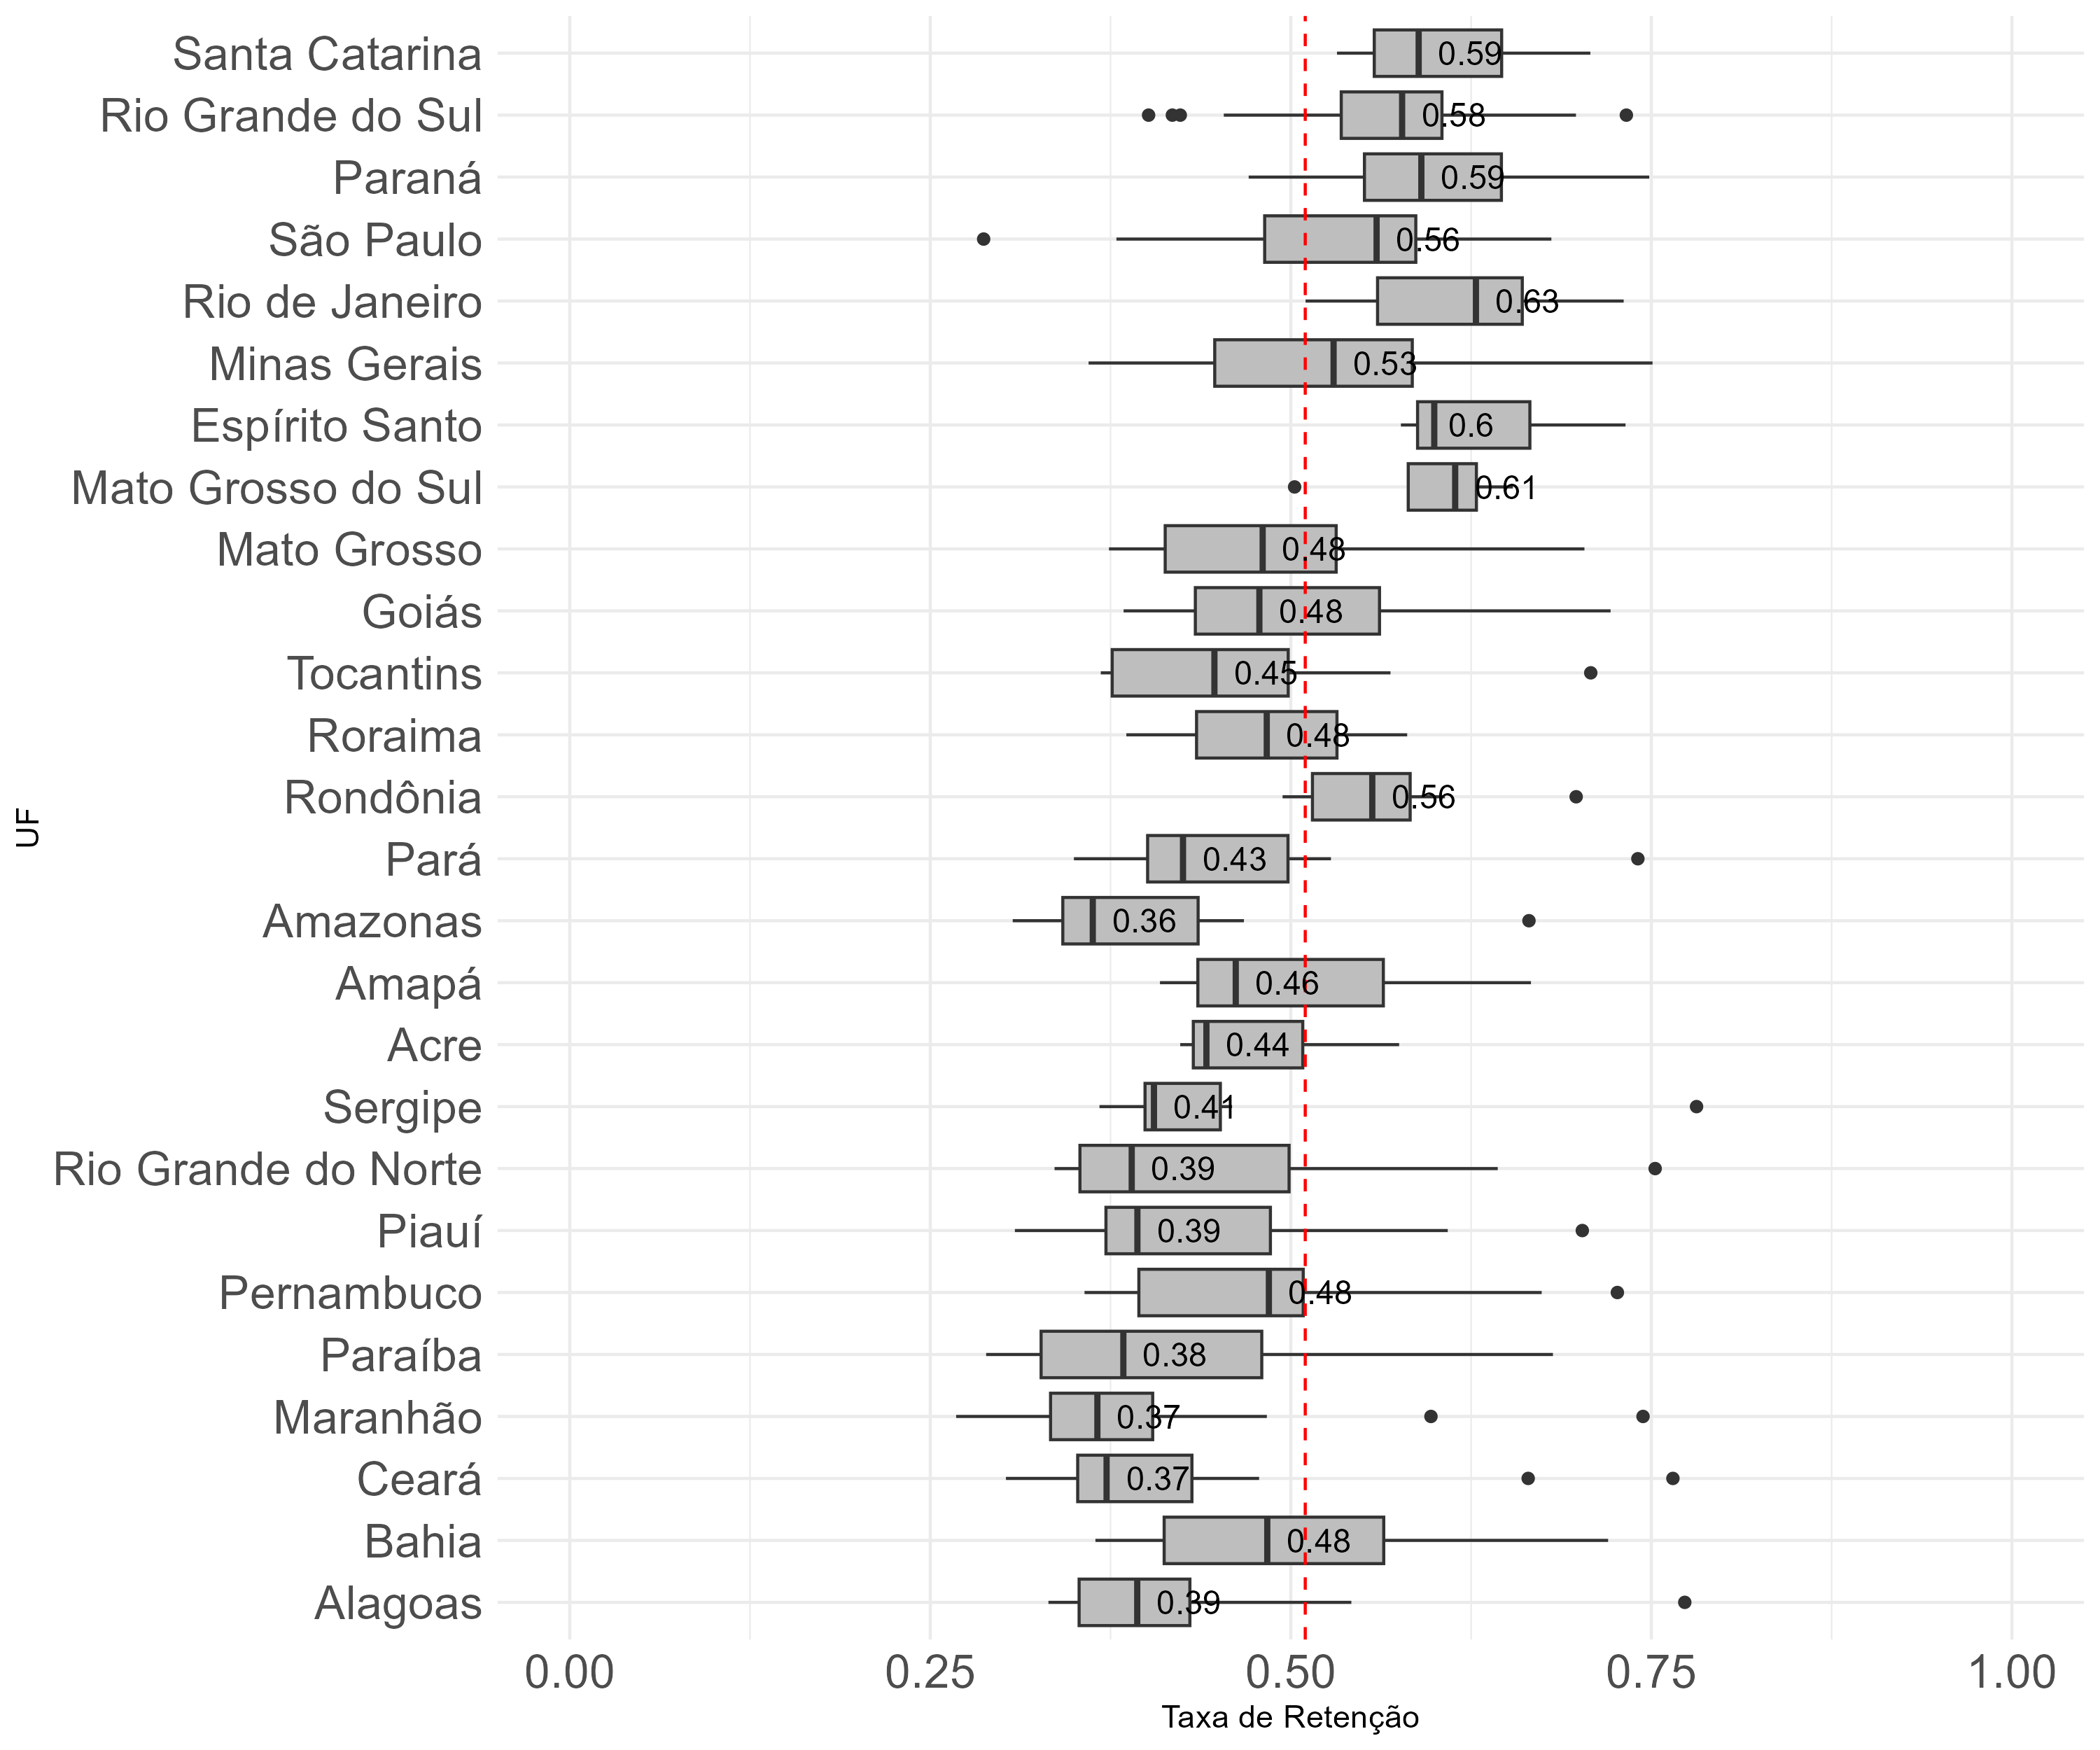 Santa Catarina 0.59
Rio Grande do Sul 0.58
Paraná 0.59
São Paulo 0.56
Rio de Janeiro 0.63
Minas Gerais 0.53
Espírito Santo 0.6
Mato Grosso do Sul 0.61
Mato Grosso 0.48
Goiás 0.48
Tocantins 0.45
Roraima 0.48
Rondônia 0.56
UF
Pará 0.43
Amazonas 0.36
Amapá 0.46
Acre 0.44
Sergipe 0.41
Rio Grande do Norte 0.39
Piauí 0.39
Pernambuco 0.48
Paraíba 0.38
Maranhão 0.37
Ceará 0.37
Bahia 0.48
Alagoas 0.39
0.00 0.25 0.50 0.75 1.00
Taxa de Retenção